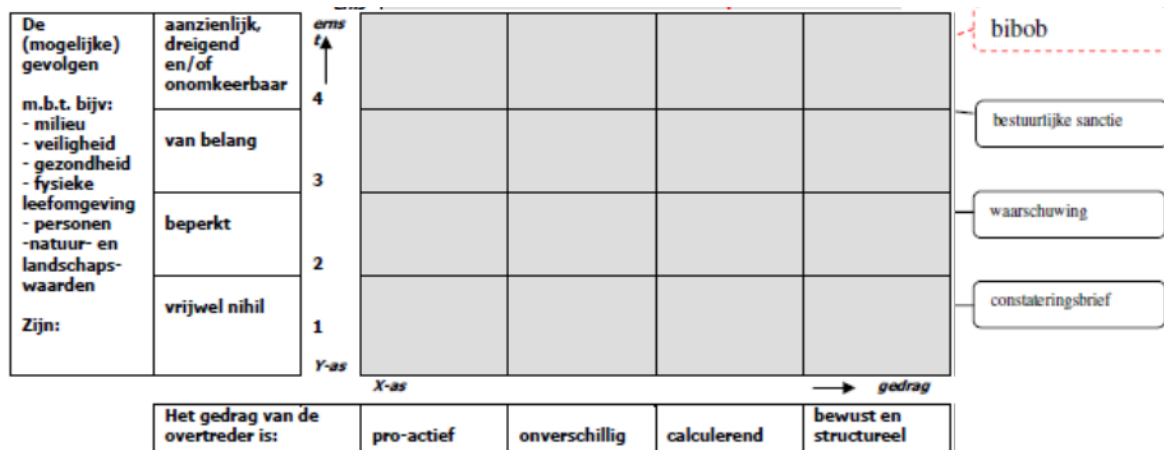 De
(mogelijke)
gevolgen
m.b.t. bijv:
- milieu
- veiligheid
- gezondheid
- fysieke
leefomgeving
- personen
-natuur- en
landschaps-
waarden
Zijn:
aanzienlijk,
dreigend
en/of
onomkeerbaar
van belang
beperkt
vrijwel nihil
erns
t
4
3
2
1
Y-as
X-as
gedrag
bibob
bestuurlijke sanctie
waarschuwing
constateringsbrief
Het gedrag van de
overtreder is:
pro-actief
onverschillig
calculerend
bewust en
structureel